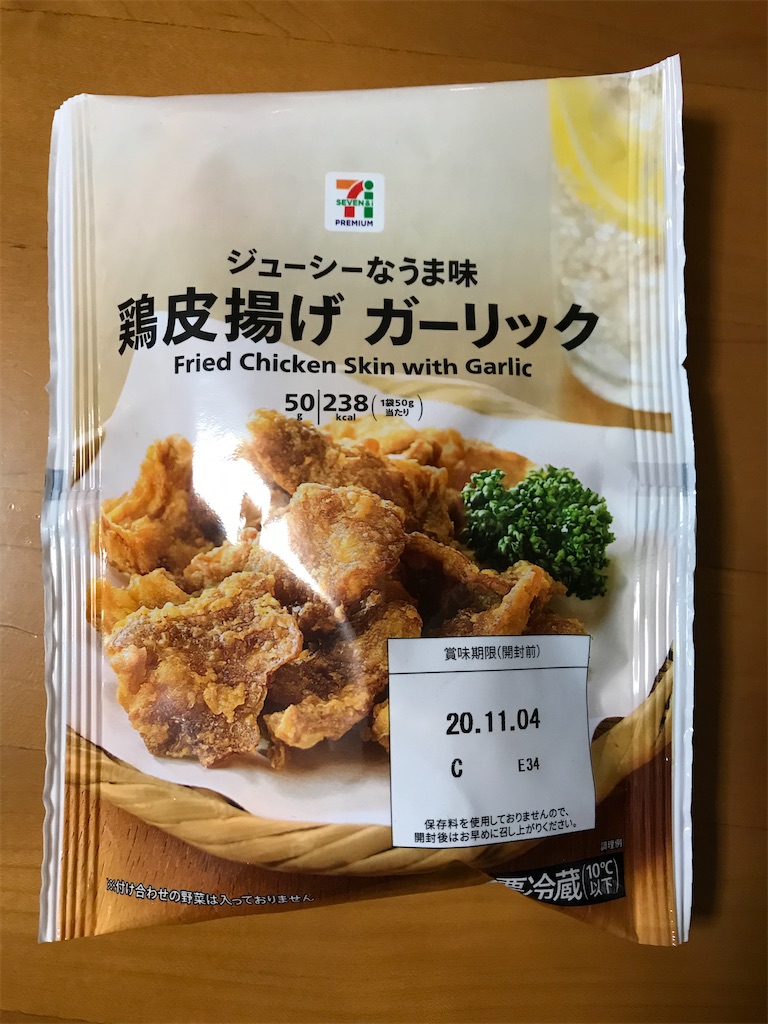 SEVEN&i
PREMIUM
ジューシーなうま味
鶏皮揚げ ガーリック
Fried Chicken Skin with Garlic
50g 238kcal (1袋50g当たり)
賞味期限(開封前)
20.11.04
C E34
保存料を使用しておりませんので、
開封後はお早めに召し上がりください。
調理例
要冷蔵(10℃以下)
※付け合わせの野菜は入っておりません